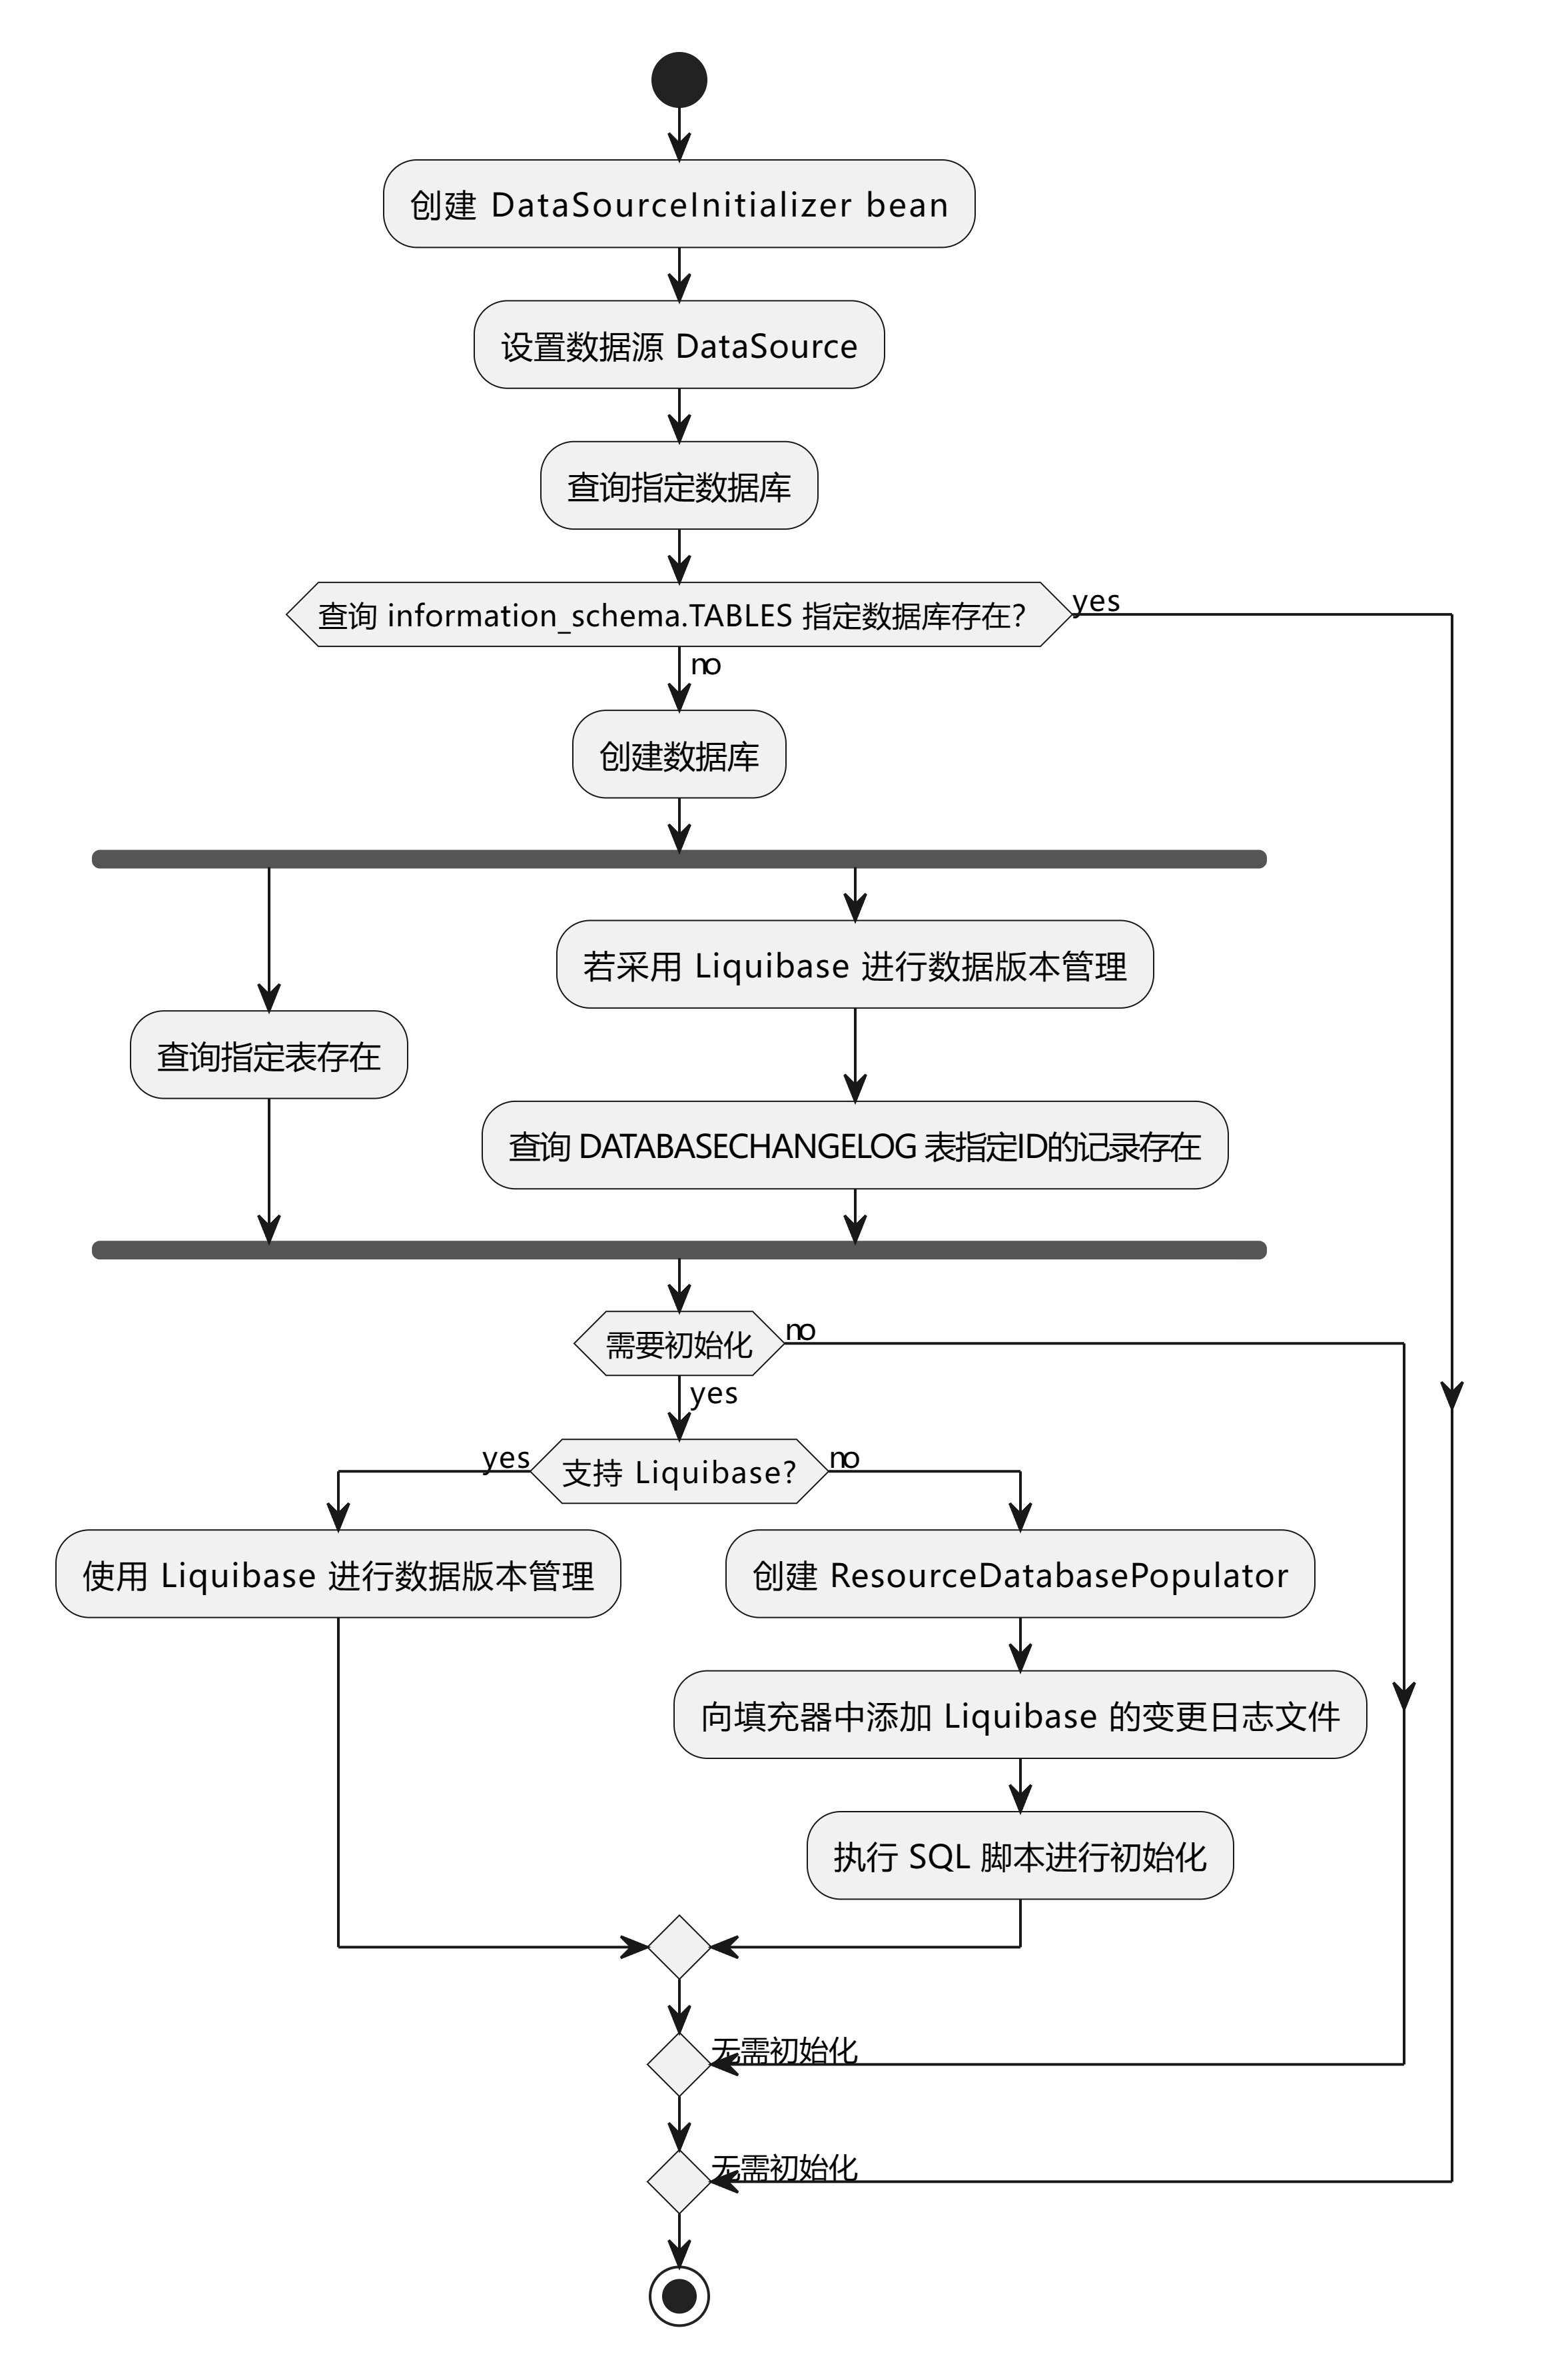 创建 DataSourceInitializer bean
设置数据源 DataSource
查询指定数据库
查询 information_schema.TABLES 指定数据库存在?
yes
no
创建数据库
若采用 Liquibase 进行数据版本管理
查询指定表存在
查询 DATABASECHANGELOG 表指定ID的记录存在
需要初始化
no
yes
支持 Liquibase?
yes
no
使用 Liquibase 进行数据版本管理
创建 ResourceDatabasePopulator
向填充器中添加 Liquibase 的变更日志文件
执行 SQL 脚本进行初始化
无需初始化
无需初始化